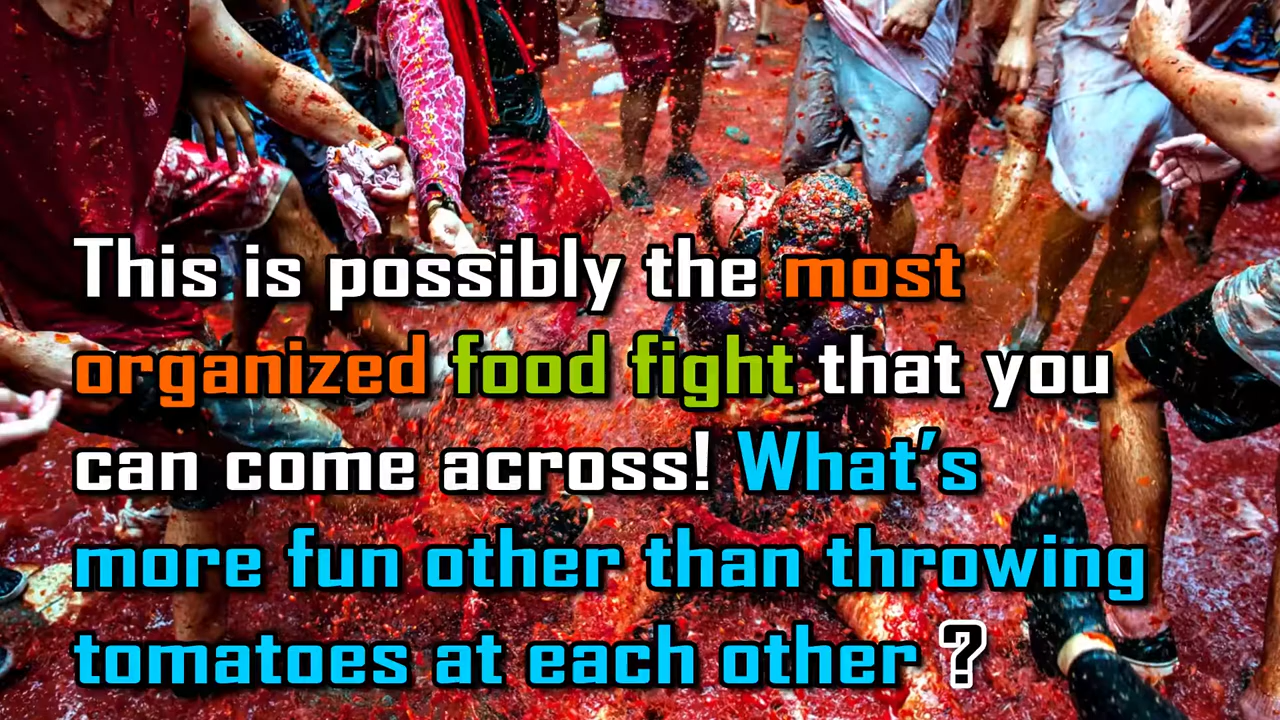 This is possibly the most
organized food fight that you
can come across! What's
more fun other than throwing
tomatoes at each other ?